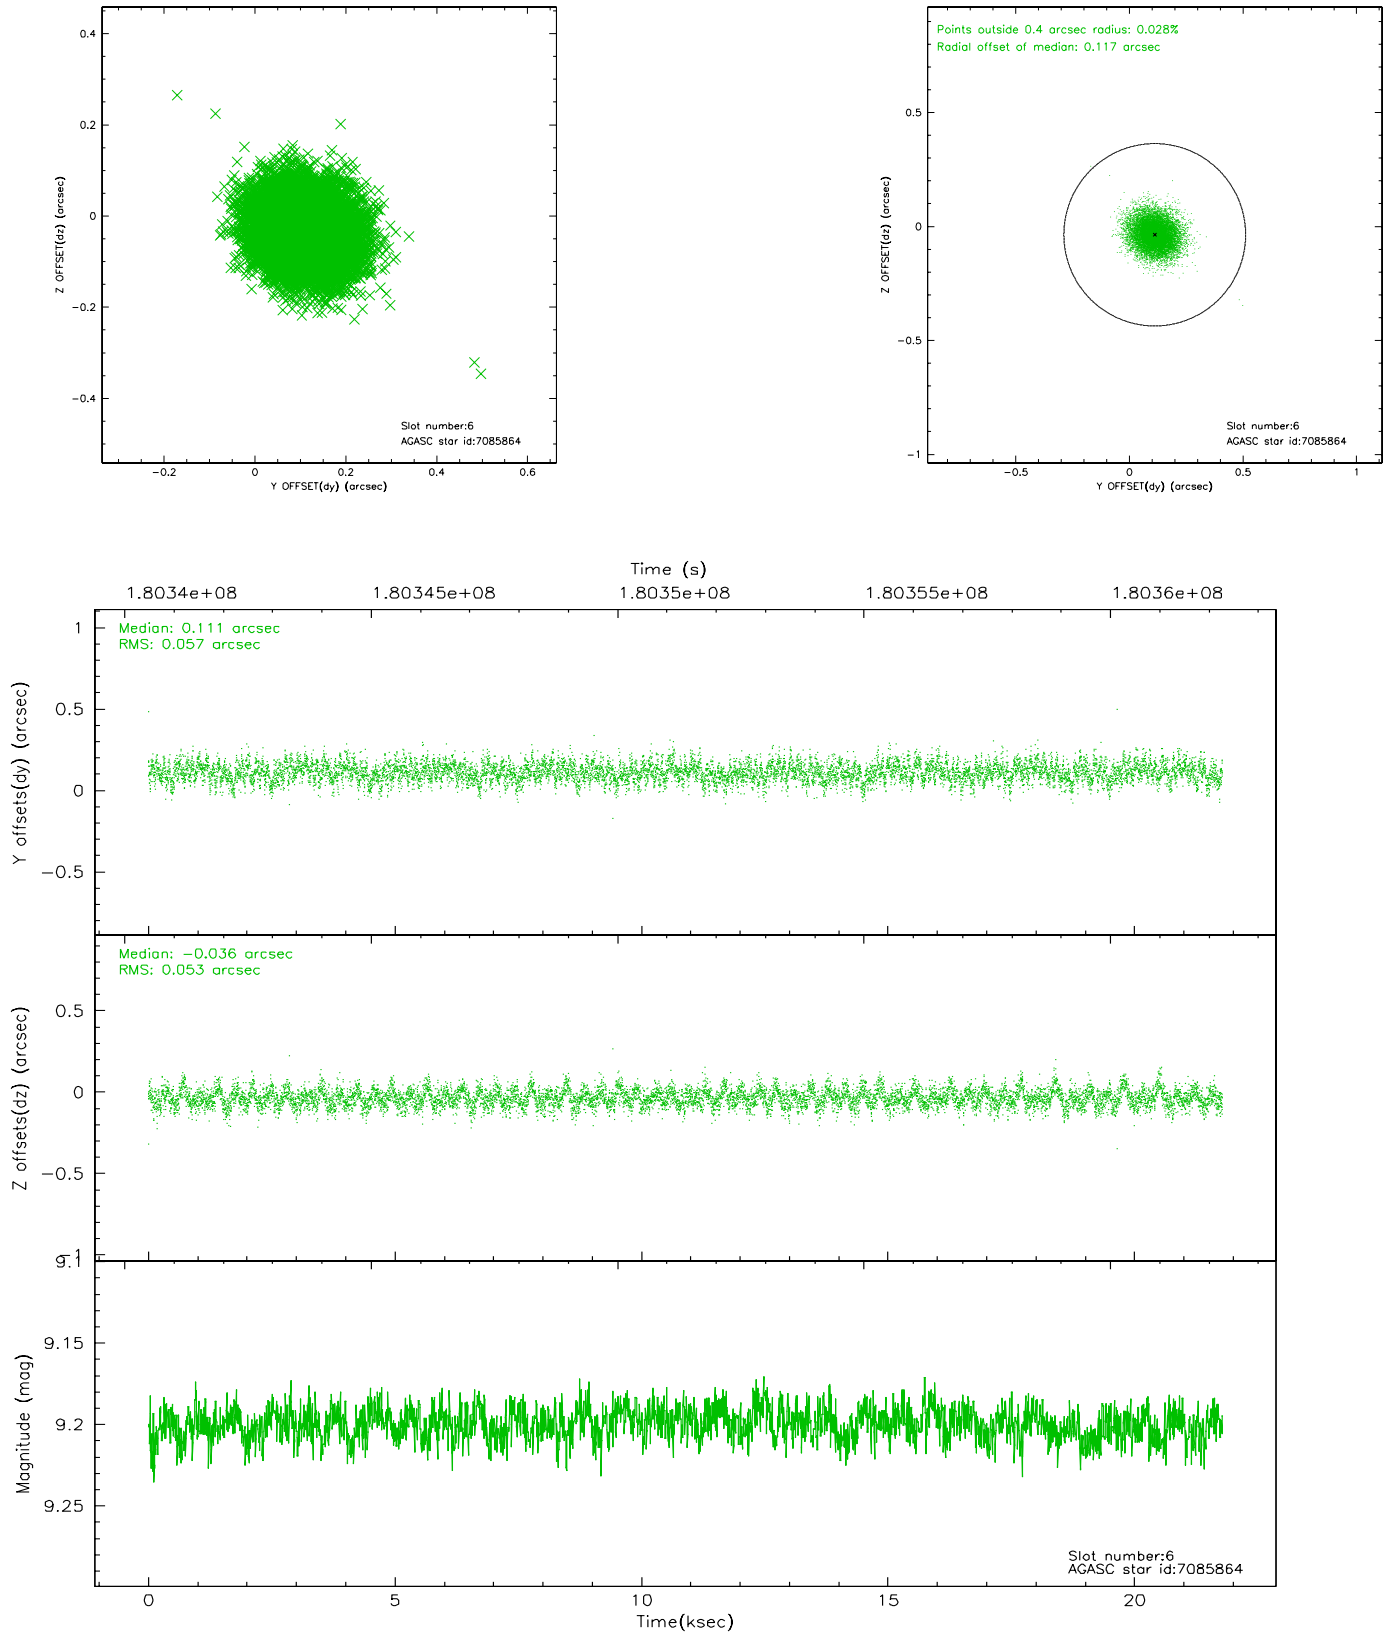 0.4
0.2
0
−0.2
−0.4
Z OFFSET(dz) (arcsec)
Slot number:6
AGASC star id:7085864
−0.2 0 0.2 0.4 0.6
Y OFFSET(dy) (arcsec)
Points outside 0.4 arcsec radius: 0.028%
Radial offset of median: 0.117 arcsec
0.5
0
−0.5
−1
Z OFFSET(dz) (arcsec)
Slot number:6
AGASC star id:7085864
−0.5 0 0.5 1
Y OFFSET(dy) (arcsec)
Time (s)
1.8034e+08 1.80345e+08 1.8035e+08 1.80355e+08 1.8036e+08
Median: 0.111 arcsec
RMS: 0.057 arcsec
1
0.5
0
−0.5
Y offsets(dy) (arcsec)
Median: −0.036 arcsec
RMS: 0.053 arcsec
0.5
0
−0.5
−1
Z offsets(dz) (arcsec)
9.1
9.15
9.2
9.25
Magnitude (mag)
Slot number:6
AGASC star id:7085864
0 5 10 15 20
Time(ksec)